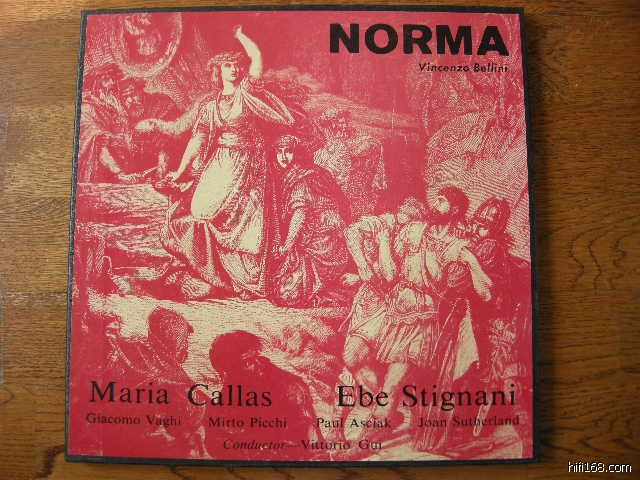 NORMA
Vincenzo Bellini
Maria Callas Ebe Stignani
Giacomo Vaghi Mirto Picchi Paul Asciak Joan Sutherland
Conductor—Vittorio Gui
hifi168.com